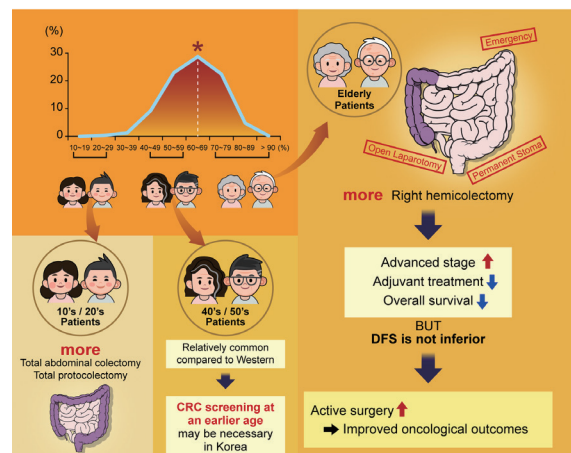 (%)
30
20
10
0
*
10~19 20~29 30~39 40~49 50~59 60~69 70~79 80~89 > 90 (%)
Elderly
Patients
Emergency
Open Laparotomy
Permanent Stoma
more Right hemicolectomy
Advanced stage
Adjuvant treatment
Overall survival
BUT
DFS is not inferior
Active surgery
Improved oncological outcomes
10's / 20's
Patients
more
Total abdominal colectomy
Total protocolectomy
40's / 50's
Patients
Relatively common
compared to Western
CRC screening at
an earlier age
may be necessary
in Korea